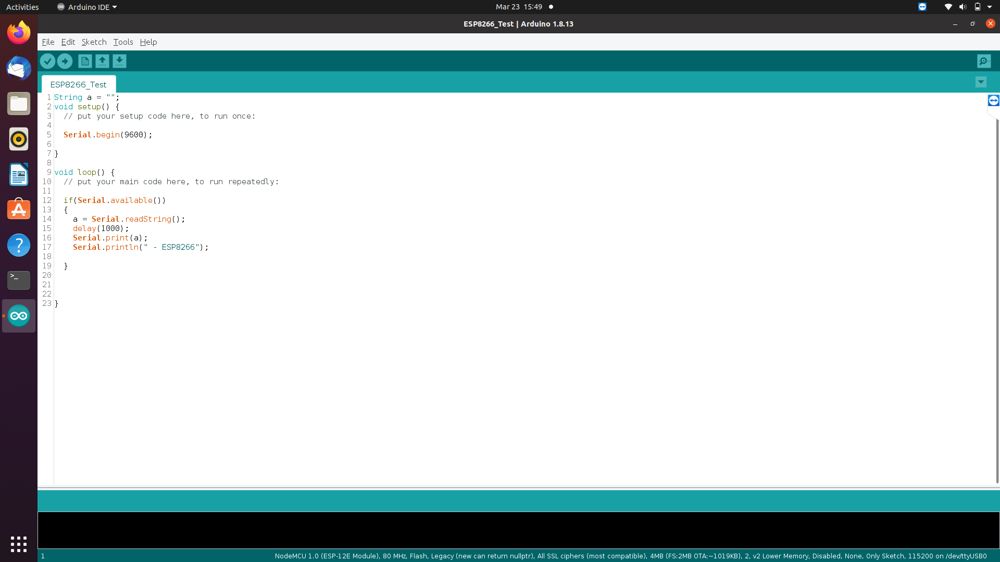 Activities Arduino IDE Mar 23 15:49
ESP8266_Test | Arduino 1.8.13
File Edit Sketch Tools Help
ESP8266_Test
1 String a = "";
2 void setup() {
3 // put your setup code here, to run once:
4
5 Serial.begin(9600);
6
7 }
8
9 void loop() {
10 // put your main code here, to run repeatedly:
11
12 if(Serial.available())
13 {
14 a = Serial.readString();
15 delay(1000);
16 Serial.print(a);
17 Serial.println(" - ESP8266");
18
19 }
20
21
22
23 }
1 NodeMCU 1.0 (ESP-12E Module), 80 MHz, Flash, Legacy (new can return nullptr), All SSL ciphers (most compatible), 4MB (FS:2MB OTA:~1019KB), 2, v2 Lower Memory, Disabled, None, Only Sketch, 115200 on /dev/ttyUSB0